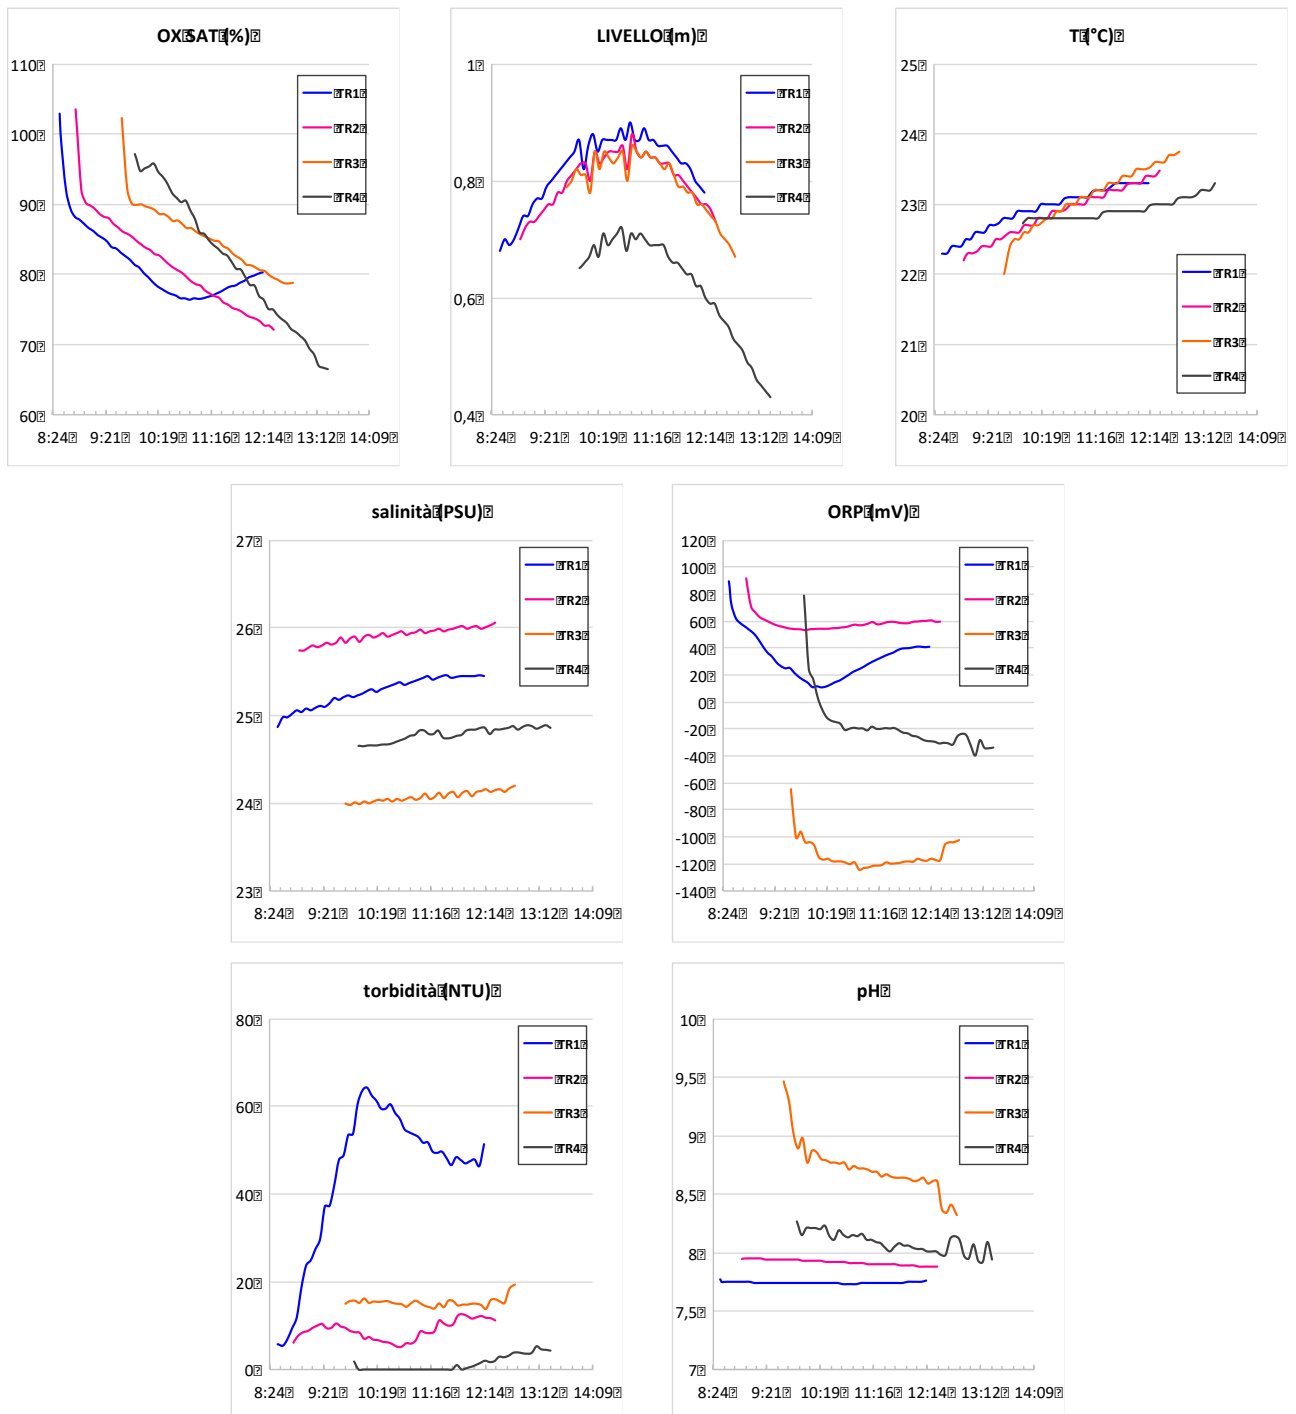 OX SAT (%)
110
100
90
80
70
60
8:24 9:21 10:19 11:16 12:14 13:12 14:09
TR1
TR2
TR3
TR4
LIVELLO (m)
1
0,8
0,6
0,4
8:24 9:21 10:19 11:16 12:14 13:12 14:09
TR1
TR2
TR3
TR4
T (°C)
25
24
23
22
21
20
8:24 9:21 10:19 11:16 12:14 13:12 14:09
TR1
TR2
TR3
TR4
salinità (PSU)
27
26
25
24
23
8:24 9:21 10:19 11:16 12:14 13:12 14:09
TR1
TR2
TR3
TR4
ORP (mV)
120
100
80
60
40
20
0
-20
-40
-60
-80
-100
-120
-140
8:24 9:21 10:19 11:16 12:14 13:12 14:09
TR1
TR2
TR3
TR4
torbidità (NTU)
80
60
40
20
0
8:24 9:21 10:19 11:16 12:14 13:12 14:09
TR1
TR2
TR3
TR4
pH
10
9,5
9
8,5
8
7,5
7
8:24 9:21 10:19 11:16 12:14 13:12 14:09
TR1
TR2
TR3
TR4